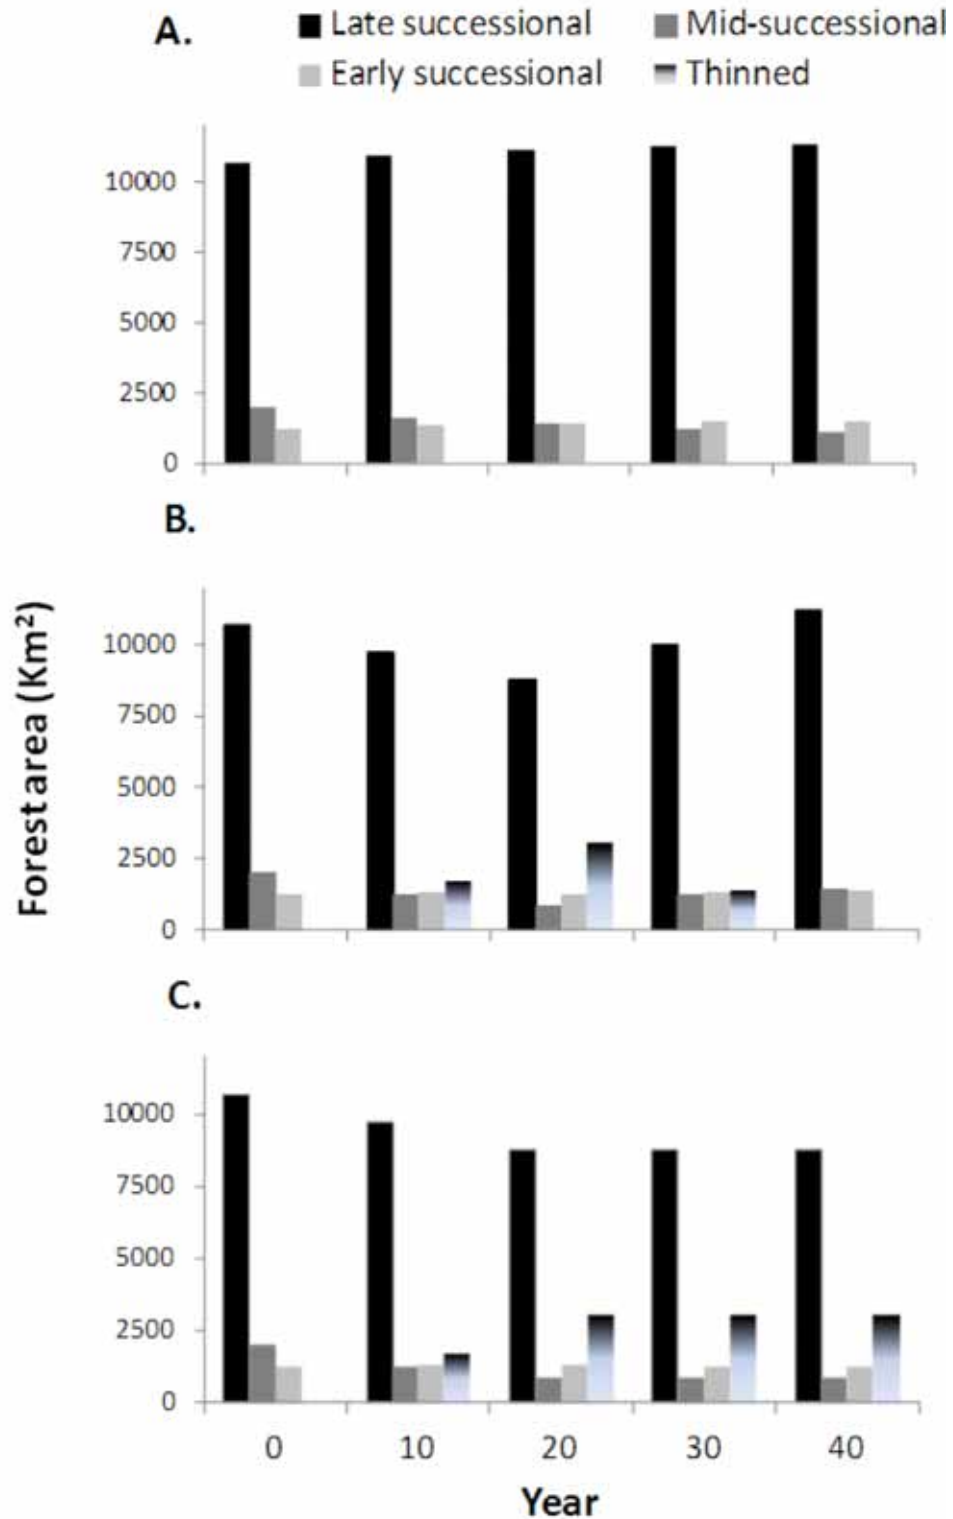 A.
Late successional
Mid-successional
Early successional
Thinned
10000
7500
5000
2500
0
B.
10000
7500
5000
2500
0
Forest area (Km²)
C.
10000
7500
5000
2500
0
0 10 20 30 40
Year